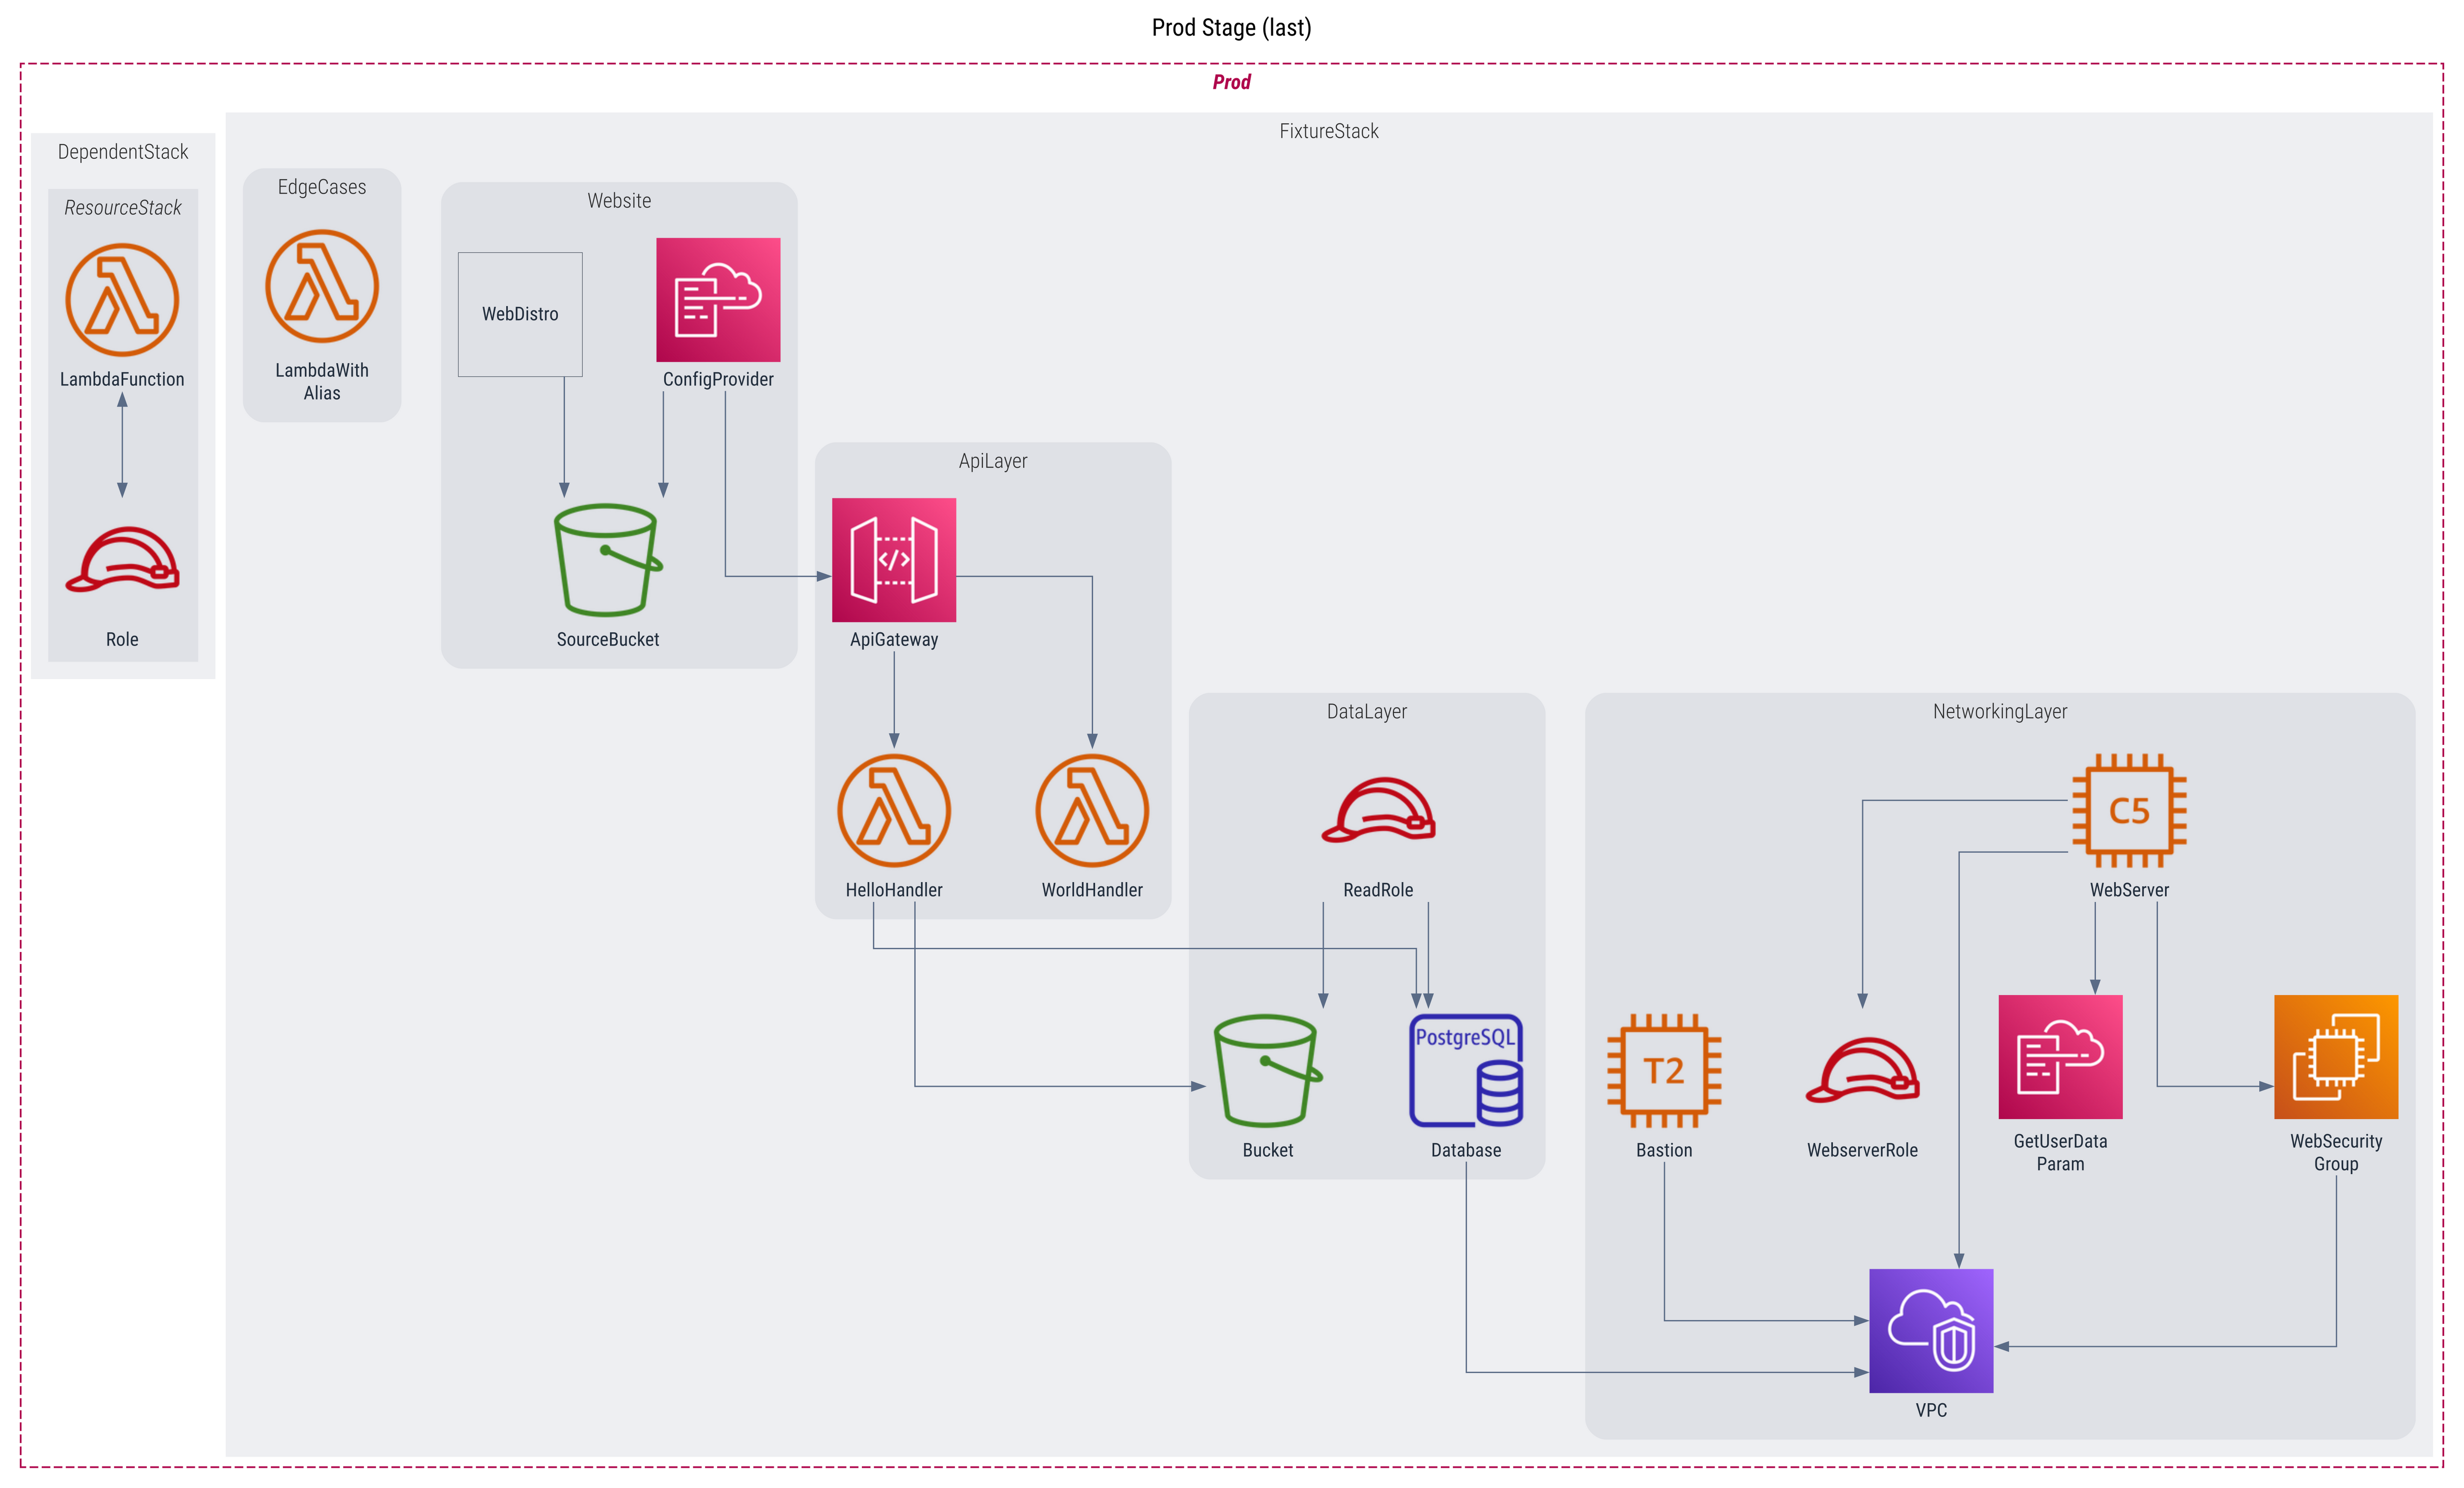 Prod Stage (last)
Prod
DependentStack
ResourceStack
LambdaFunction
Role
FixtureStack
EdgeCases
LambdaWith
Alias
Website
WebDistro
ConfigProvider
SourceBucket
ApiLayer
</>
ApiGateway
HelloHandler
WorldHandler
DataLayer
ReadRole
Bucket
PostgreSQL
Database
NetworkingLayer
C5
WebServer
T2
Bastion
WebserverRole
GetUserData
Param
WebSecurity
Group
VPC